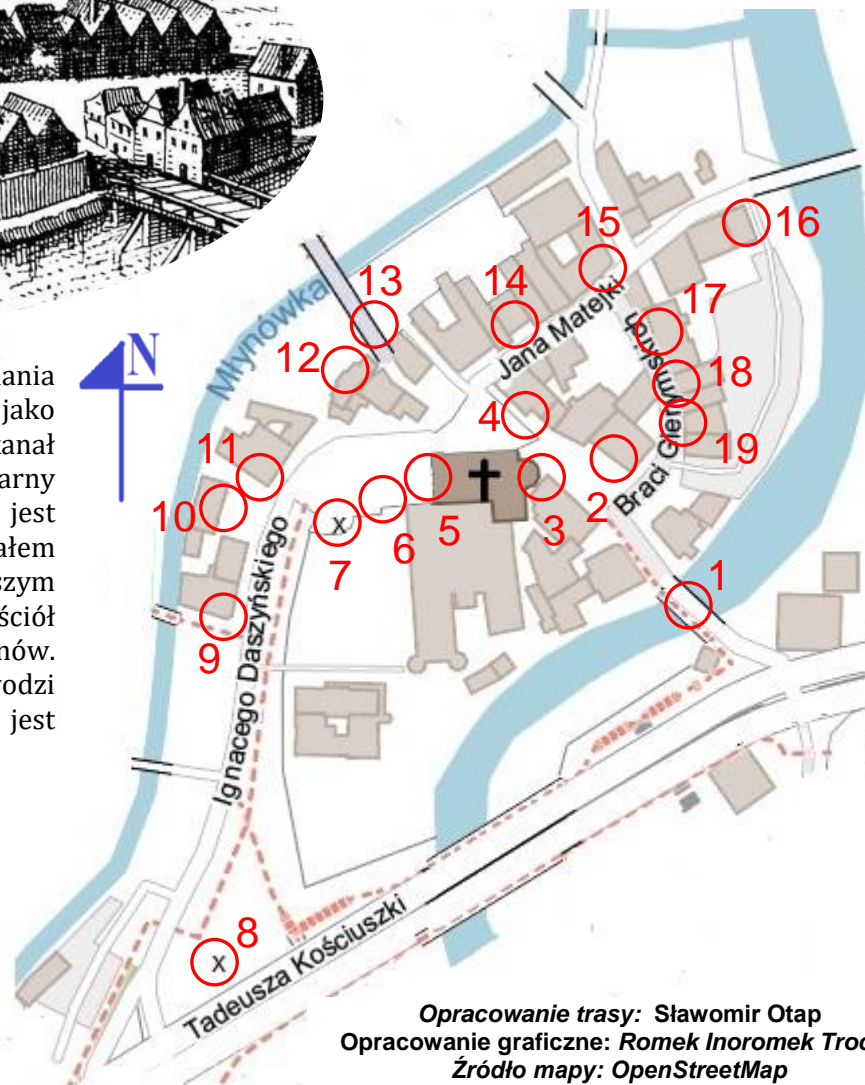 ania
jako
kanał
arny
jest
ałem
szym
ściół
nów.
odzi
jest
N
Młynówka
16
15
13
14
Jana Matejki
17
12
Braci Gierymskich
18
4
19
11
2
10
5
3
6
7
x
1
9
Ignacego Daszyńskiego
8
x
Tadeusza Kościuszki
Opracowanie trasy: Sławomir Otap
Opracowanie graficzne: Romek Inoromek Troc
Źródło mapy: OpenStreetMap